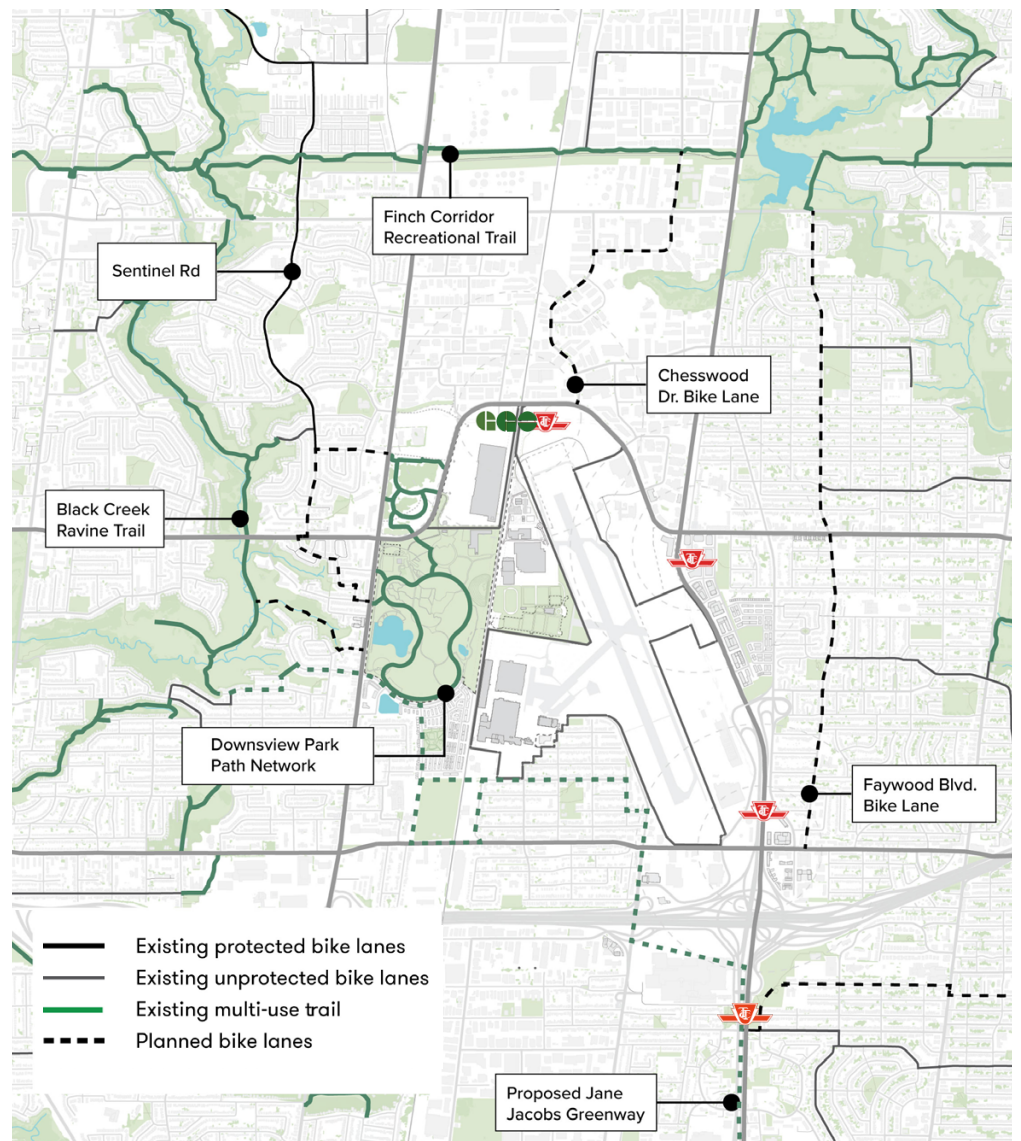 Finch Corridor
Recreational Trail
Sentinel Rd
Chesswood
Dr. Bike Lane
GO
Black Creek
Ravine Trail
Downsview Park
Path Network
Faywood Blvd.
Bike Lane
Existing protected bike lanes
Existing unprotected bike lanes
Existing multi-use trail
Planned bike lanes
Proposed Jane
Jacobs Greenway